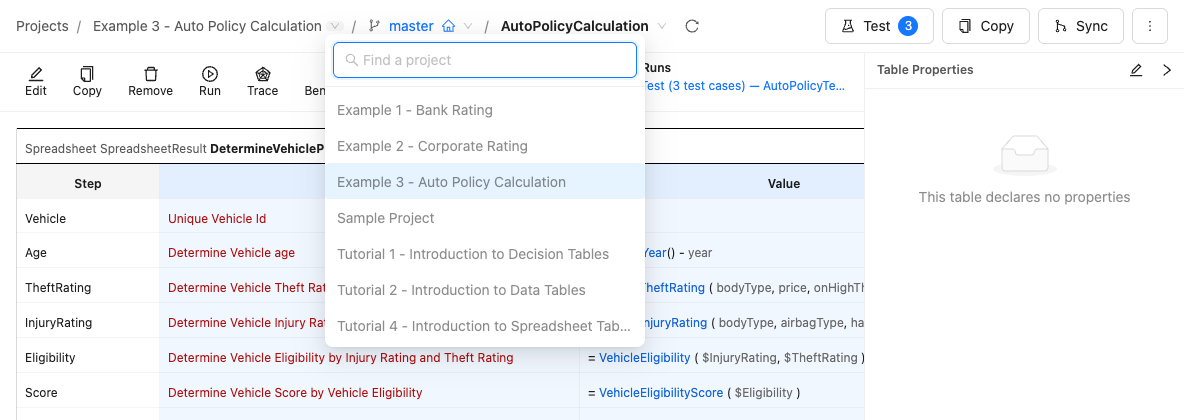 Projects / Example 3 - Auto Policy Calculation / master / AutoPolicyCalculation
Test 3 Copy Sync
Find a project
Edit Copy Remove Run Trace Ben
Runs
Test (3 test cases) — AutoPolicyTe...
Table Properties
Example 1 - Bank Rating
Example 2 - Corporate Rating
Example 3 - Auto Policy Calculation
Sample Project
Tutorial 1 - Introduction to Decision Tables
Tutorial 2 - Introduction to Data Tables
Tutorial 4 - Introduction to Spreadsheet Tab...
This table declares no properties
Spreadsheet SpreadsheetResult DetermineVehicleP
Step Value
Vehicle Unique Vehicle Id
Age Determine Vehicle age Year() - year
TheftRating Determine Vehicle Theft Rat TheftRating ( bodyType, price, onHighTh
InjuryRating Determine Vehicle Injury Rat njuryRating ( bodyType, airbagType, ha
Eligibility Determine Vehicle Eligibility by Injury Rating and Theft Rating = VehicleEligibility ( $InjuryRating, $TheftRating )
Score Determine Vehicle Score by Vehicle Eligibility = VehicleEligibilityScore ( $Eligibility )